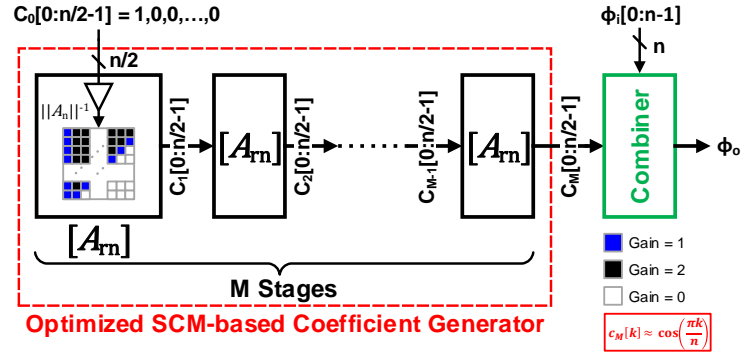 C₀[0:n/2-1] = 1,0,0,…,0
ϕᵢ[0:n-1]
n/2
n
||Aₙ||⁻¹
[Aᵣₙ]
C₁[0:n/2-1]
[Aᵣₙ]
C₂[0:n/2-1]
C_{M-1}[0:n/2-1]
[Aᵣₙ]
C_M[0:n/2-1]
Combiner
ϕₒ
M Stages
Optimized SCM-based Coefficient Generator
Gain = 1
Gain = 2
Gain = 0
c_M[k] ≈ cos(πk/n)